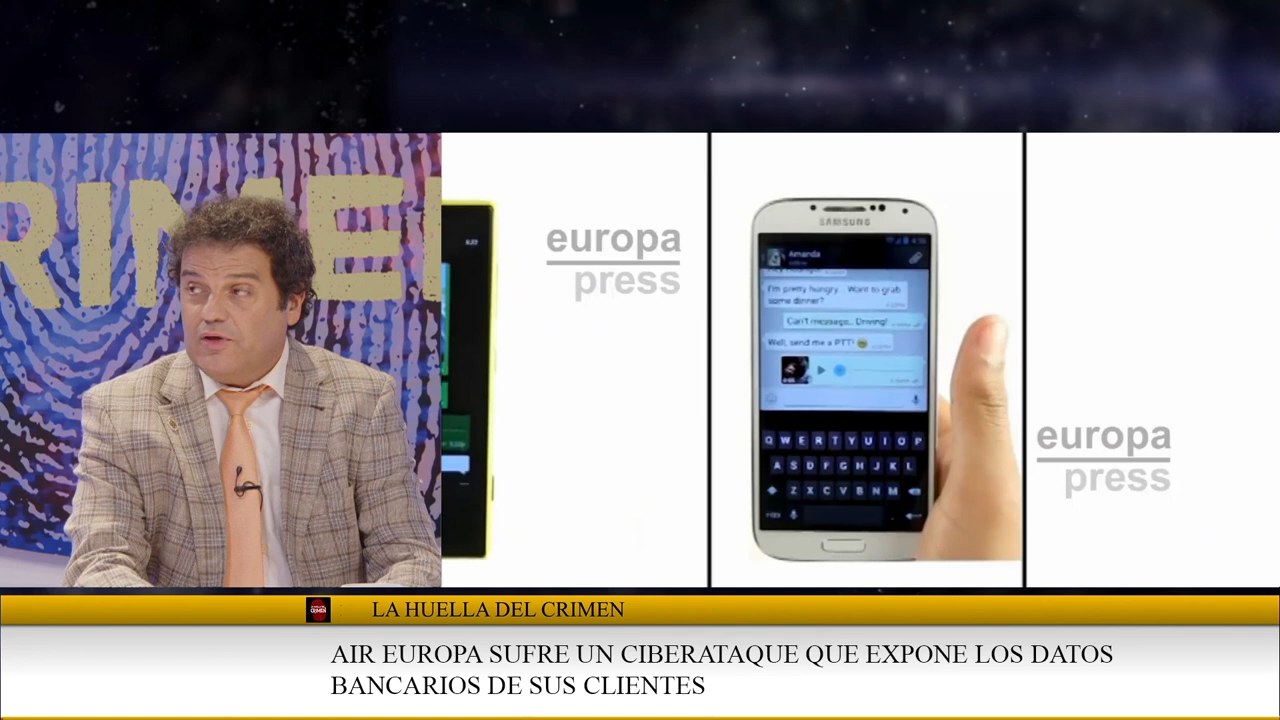 RIMEN
europa
press
SAMSUNG
Amanda
I'm pretty hungry... Want to grab
some dinner?
Can't message.. Driving!
Well, send me a PTT!
Q W E R T Y U I O P
A S D F G H J K L
Z X C V B N M
europa
press
CRIMEN
LA HUELLA DEL CRIMEN
AIR EUROPA SUFRE UN CIBERATAQUE QUE EXPONE LOS DATOS
BANCARIOS DE SUS CLIENTES